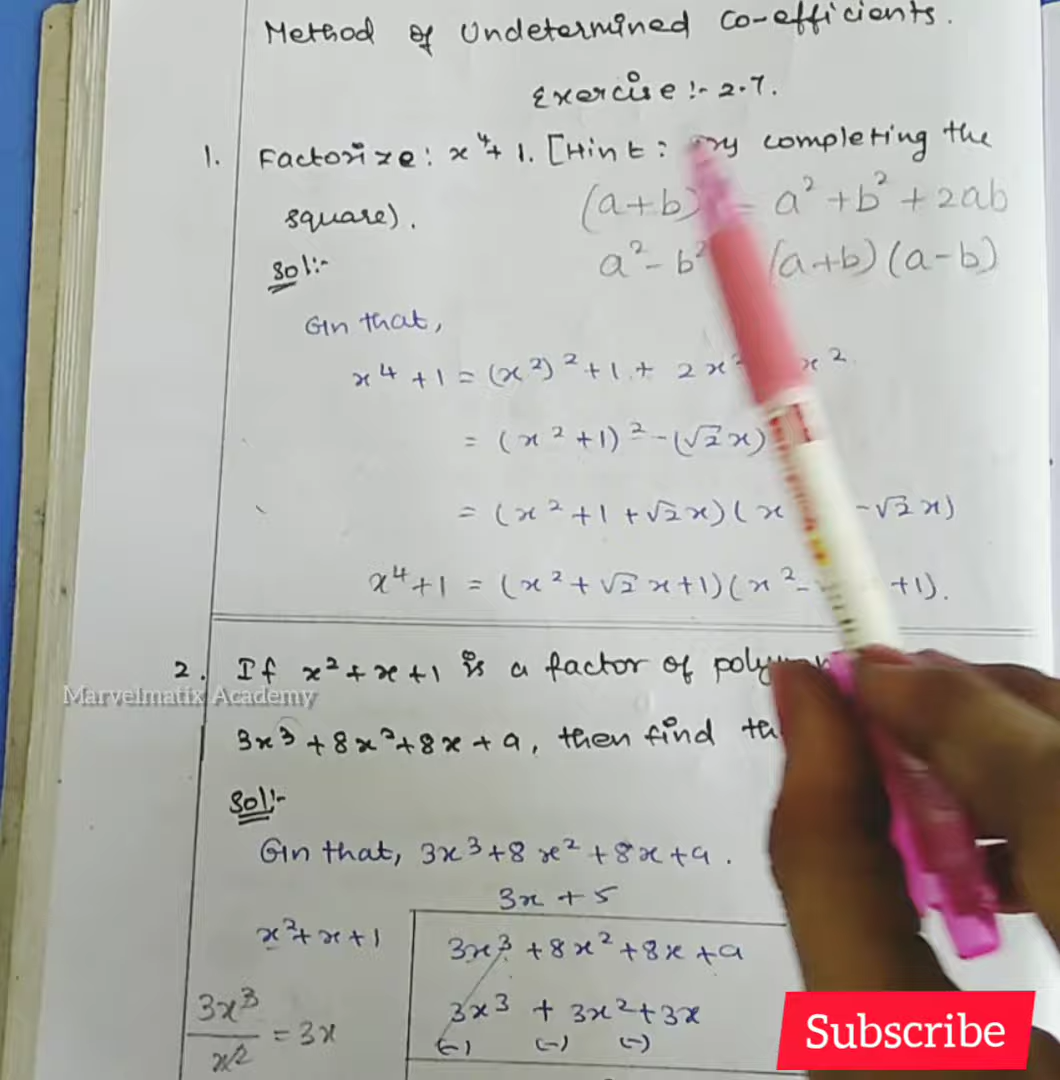 Method of Undetermined Co-efficients.
Exercise :- 2.7.
1. Factorize: x⁴+ 1. [Hint: Try completing the
square).
(a+b) = a² + b² + 2ab
a² - b² (a+b) (a-b)
Sol:-
Gn that,
x⁴ + 1 = (x²)² + 1 + 2x² x²
= (x² + 1)² - (√2x)
= (x² + 1 + √2x) (x - √2x)
x⁴ + 1 = (x² + √2x + 1) (x² - +1).
2. If x² + x + 1 is a factor of
Marvelmatix Academy
3x³ + 8x² + 8x + a, then find
Sol:-
Gn that, 3x³ + 8x² + 8x + a.
3x + 5
x² + x + 1 3x³ + 8x² + 8x + a
3x³ + 3x² + 3x
(-) (-) (-)
3x³/x² = 3x
Subscribe